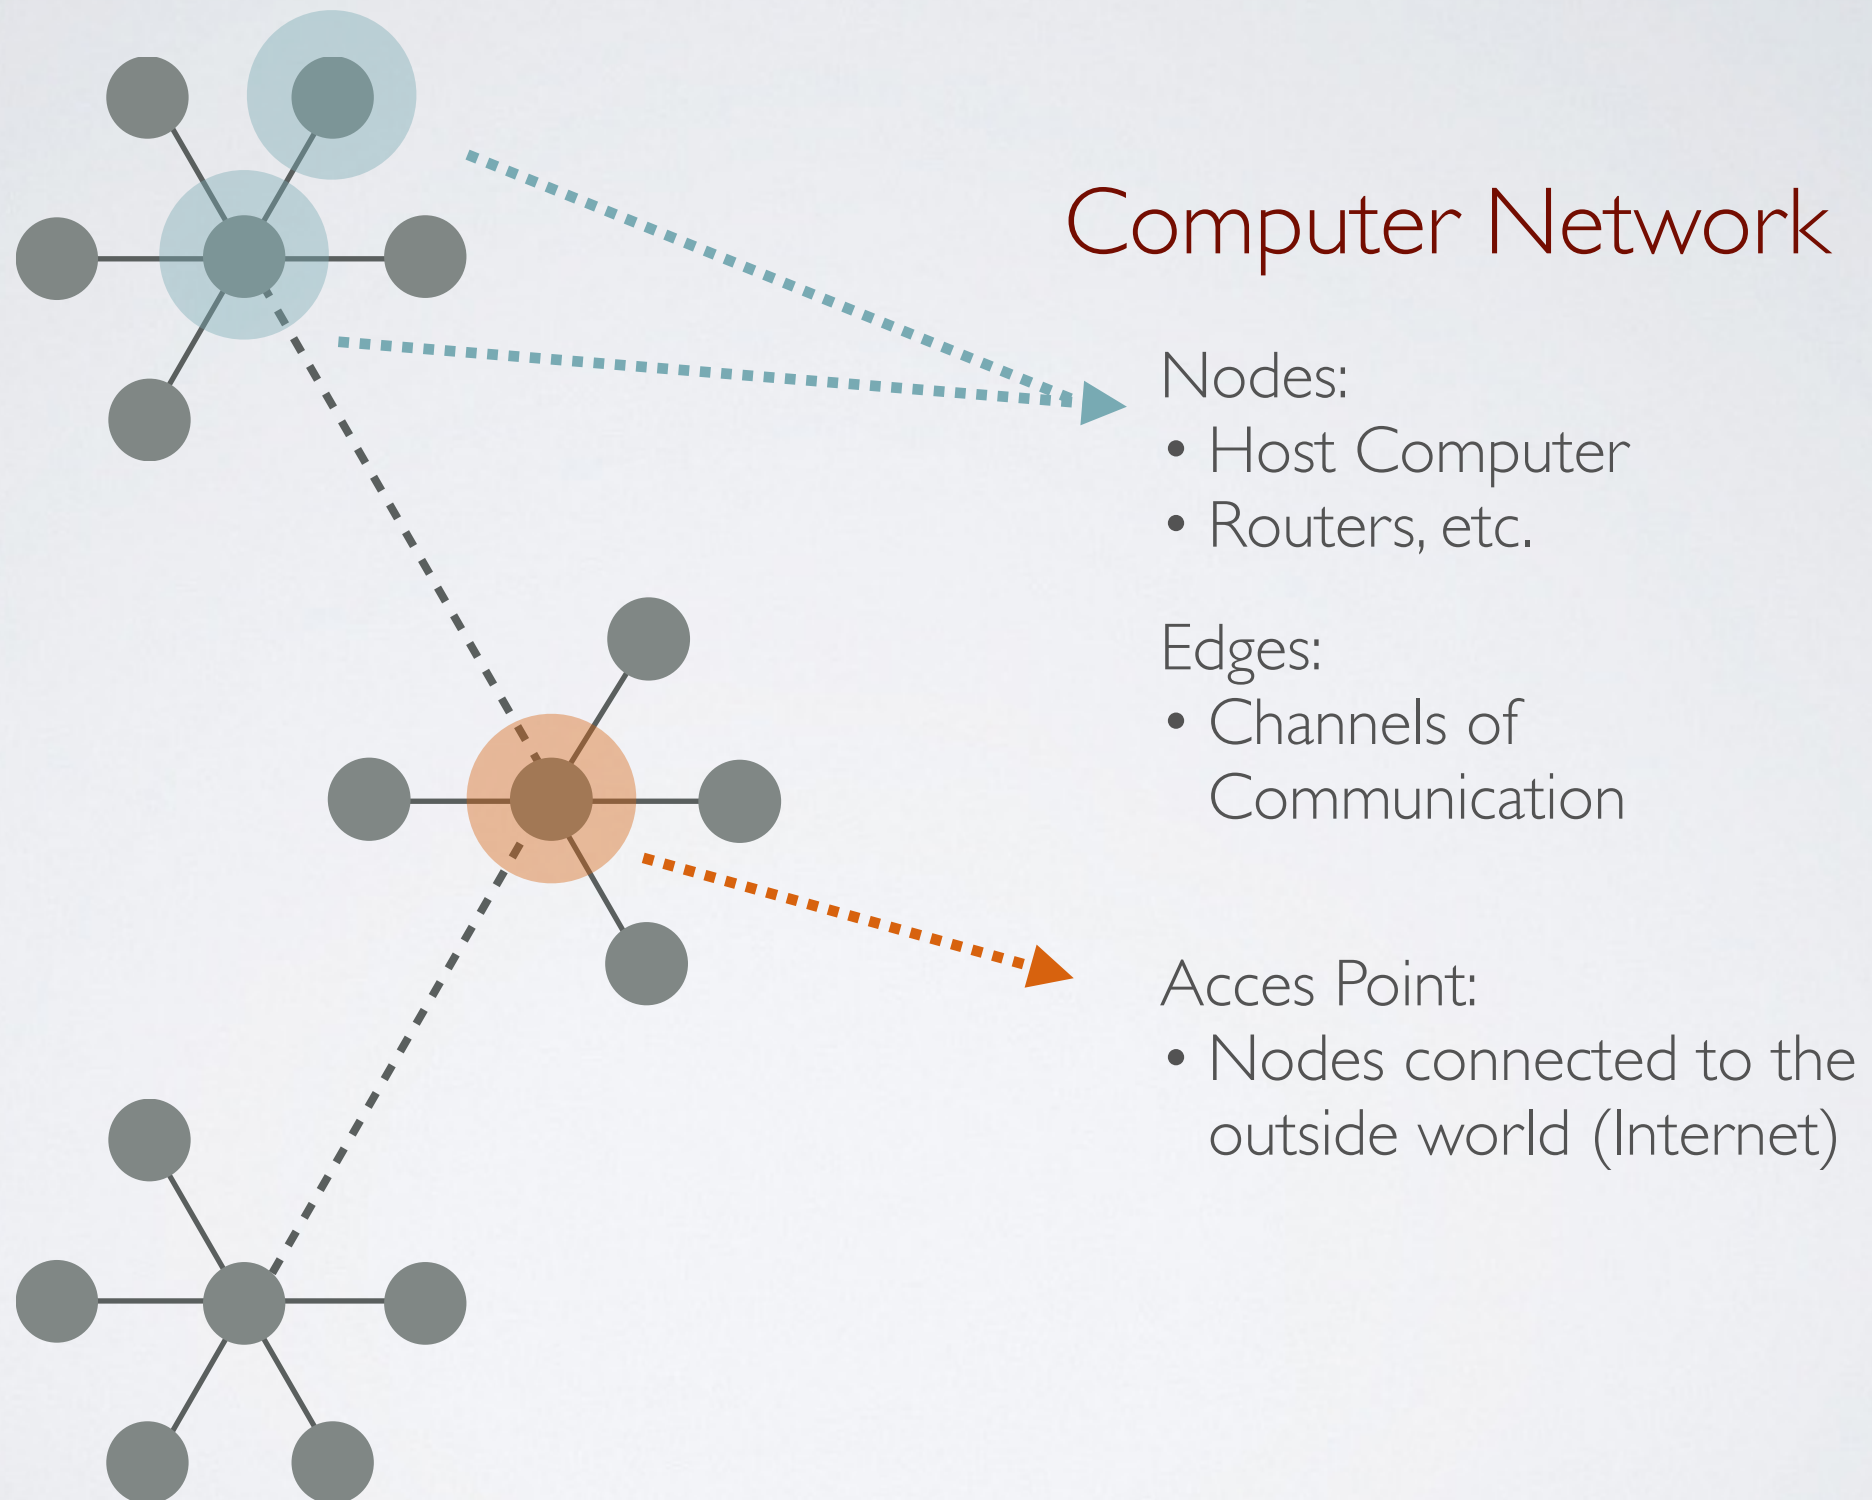 Computer Network
Nodes:
• Host Computer
• Routers, etc.
Edges:
• Channels of
Communication
Acces Point:
• Nodes connected to the
outside world (Internet)